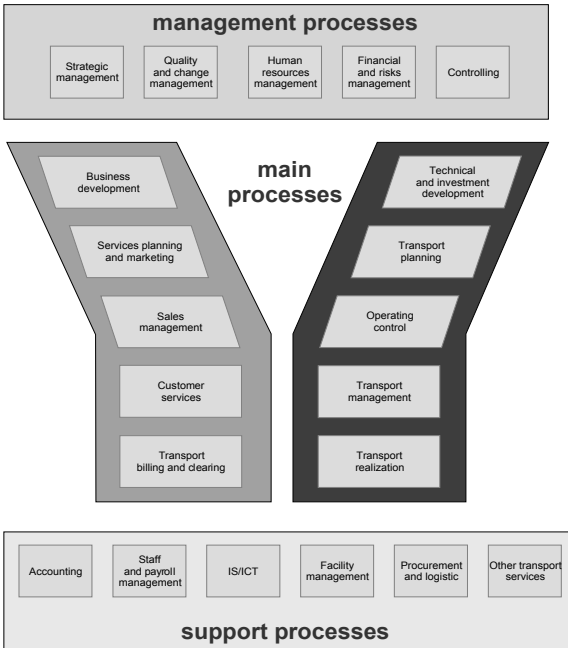 management processes
Strategic
management
Quality
and change
management
Human
resources
management
Financial
and risks
management
Controlling
main
processes
Business
development
Services planning
and marketing
Sales
management
Customer
services
Transport
billing and clearing
Technical
and investment
development
Transport
planning
Operating
control
Transport
management
Transport
realization
Accounting
Staff
and payroll
management
IS/ICT
Facility
management
Procurement
and logistic
Other transport
services
support processes